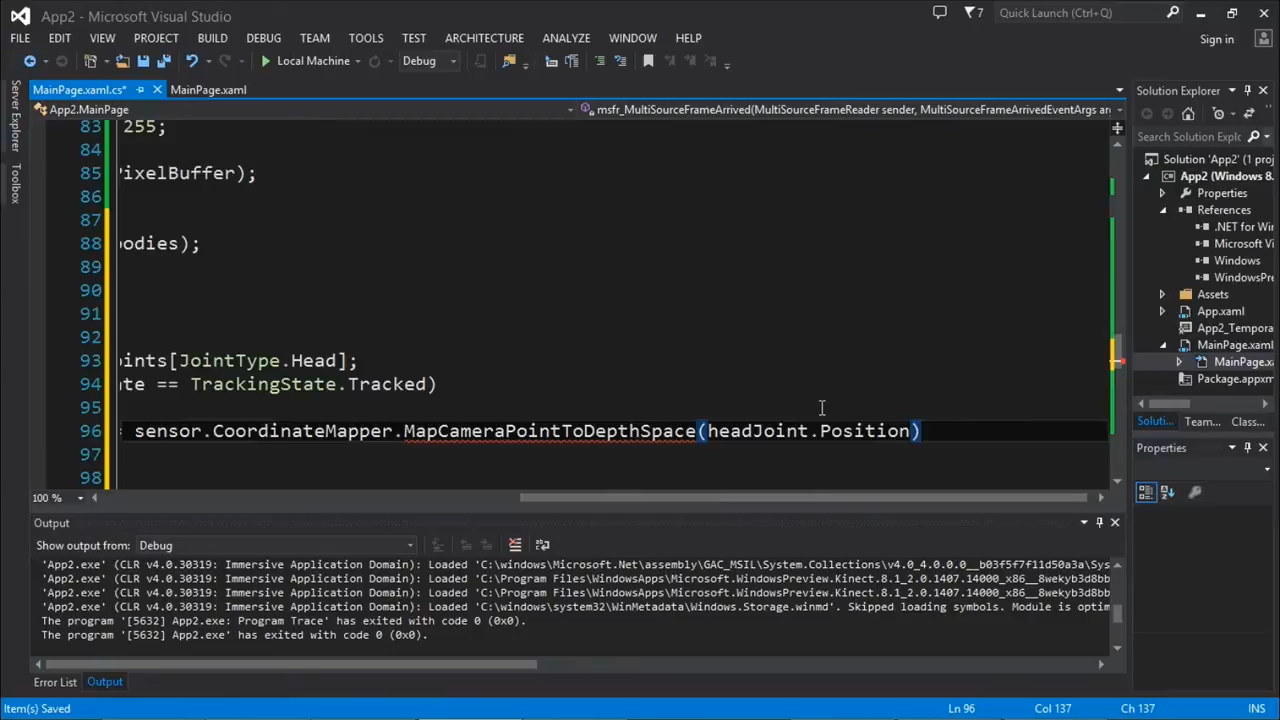 App2 - Microsoft Visual Studio
7
Quick Launch (Ctrl+Q)
FILE EDIT VIEW PROJECT BUILD DEBUG TEAM TOOLS TEST ARCHITECTURE ANALYZE WINDOW HELP
Sign in
Local Machine
Debug
Server Explorer
Toolbox
MainPage.xaml.cs*
MainPage.xaml
App2.MainPage
msfr_MultiSourceFrameArrived(MultiSourceFrameReader sender, MultiSourceFrameArrivedEventArgs ar
83 255;
84
85 PixelBuffer);
86
87
88 bodies);
89
90
91
92
93 oints[JointType.Head];
94 ate == TrackingState.Tracked)
95
96 = sensor.CoordinateMapper.MapCameraPointToDepthSpace(headJoint.Position)
97
98
100 %
Solution Explorer
Search Solution Explo
Solution 'App2' (1 proj
App2 (Windows 8.
Properties
References
.NET for Win
Microsoft Vi
Windows
WindowsPre
Assets
App.xaml
App2_Tempora
MainPage.xaml
MainPage.xa
Package.appxm
Soluti...
Team...
Class...
Properties
Output
Show output from: Debug
'App2.exe' (CLR v4.0.30319: Immersive Application Domain): Loaded 'C:\windows\Microsoft.Net\assembly\GAC_MSIL\System.Collections\v4.0_4.0.0.0__b03f5f7f11d50a3a\Sys
'App2.exe' (CLR v4.0.30319: Immersive Application Domain): Loaded 'C:\Program Files\WindowsApps\Microsoft.WindowsPreview.Kinect.8.1_2.0.1407.14000_x86__8wekyb3d8bb
'App2.exe' (CLR v4.0.30319: Immersive Application Domain): Loaded 'C:\Program Files\WindowsApps\Microsoft.WindowsPreview.Kinect.8.1_2.0.1407.14000_x86__8wekyb3d8bb
'App2.exe' (CLR v4.0.30319: Immersive Application Domain): Loaded 'C:\windows\system32\WinMetadata\Windows.Storage.winmd'. Skipped loading symbols. Module is optim
The program '[5632] App2.exe: Program Trace' has exited with code 0 (0x0).
The program '[5632] App2.exe' has exited with code 0 (0x0).
Error List
Output
Item(s) Saved
Ln 96
Col 137
Ch 137
INS